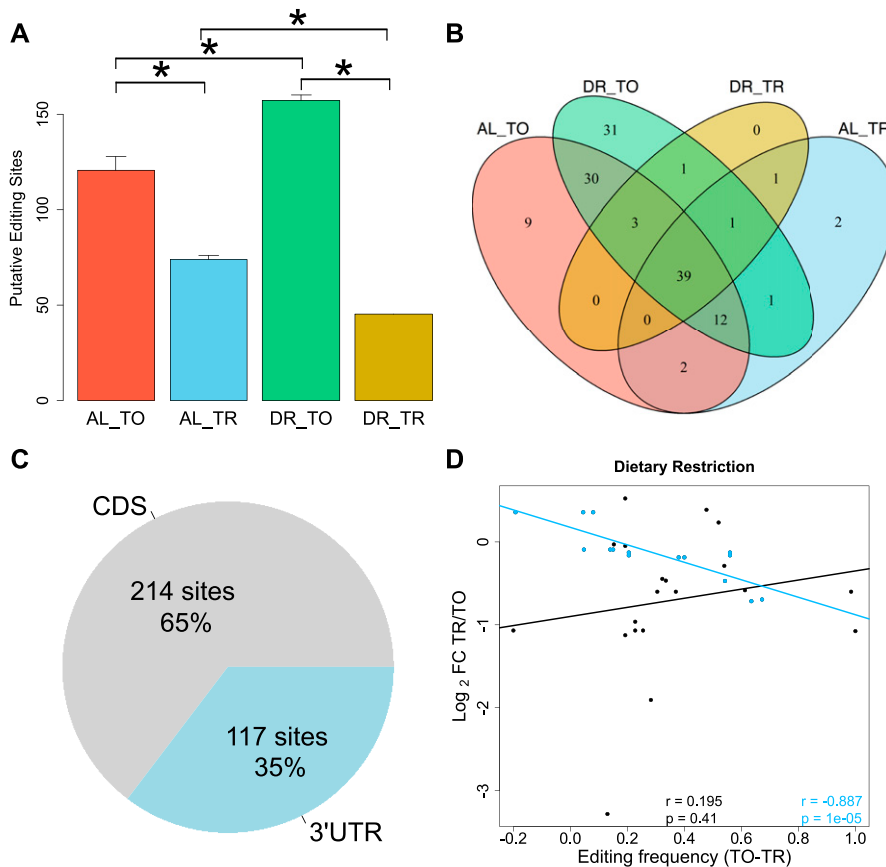 A
*
*
*
*
Putative Editing Sites
150
100
50
0
AL_TO
AL_TR
DR_TO
DR_TR
B
DR_TO
DR_TR
AL_TO
AL_TR
31
0
30
1
1
9
3
1
2
39
0
0
12
1
2
C
CDS
214 sites
65%
117 sites
35%
3'UTR
D
Dietary Restriction
Log 2 FC TR/TO
0
-1
-2
-3
r = 0.195
p = 0.41
r = -0.887
p = 1e-05
-0.2
0.0
0.2
0.4
0.6
0.8
1.0
Editing frequency (TO-TR)